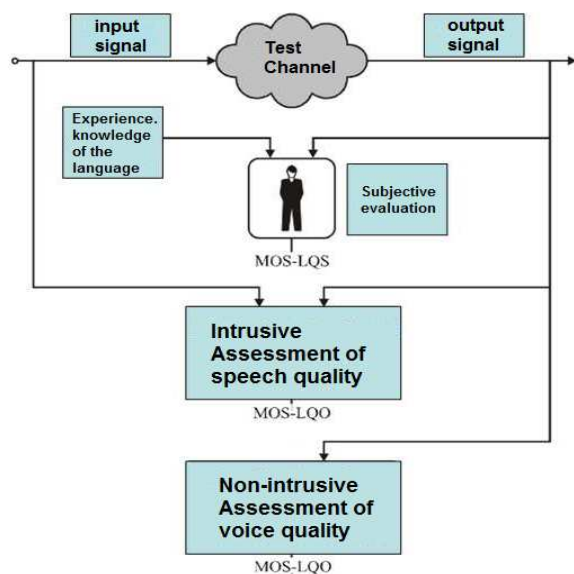 input
signal
Test
Channel
output
signal
Experience.
knowledge
of the
language
Subjective
evaluation
MOS-LQS
Intrusive
Assessment of
speech quality
MOS-LQO
Non-intrusive
Assessment of
voice quality
MOS-LQO